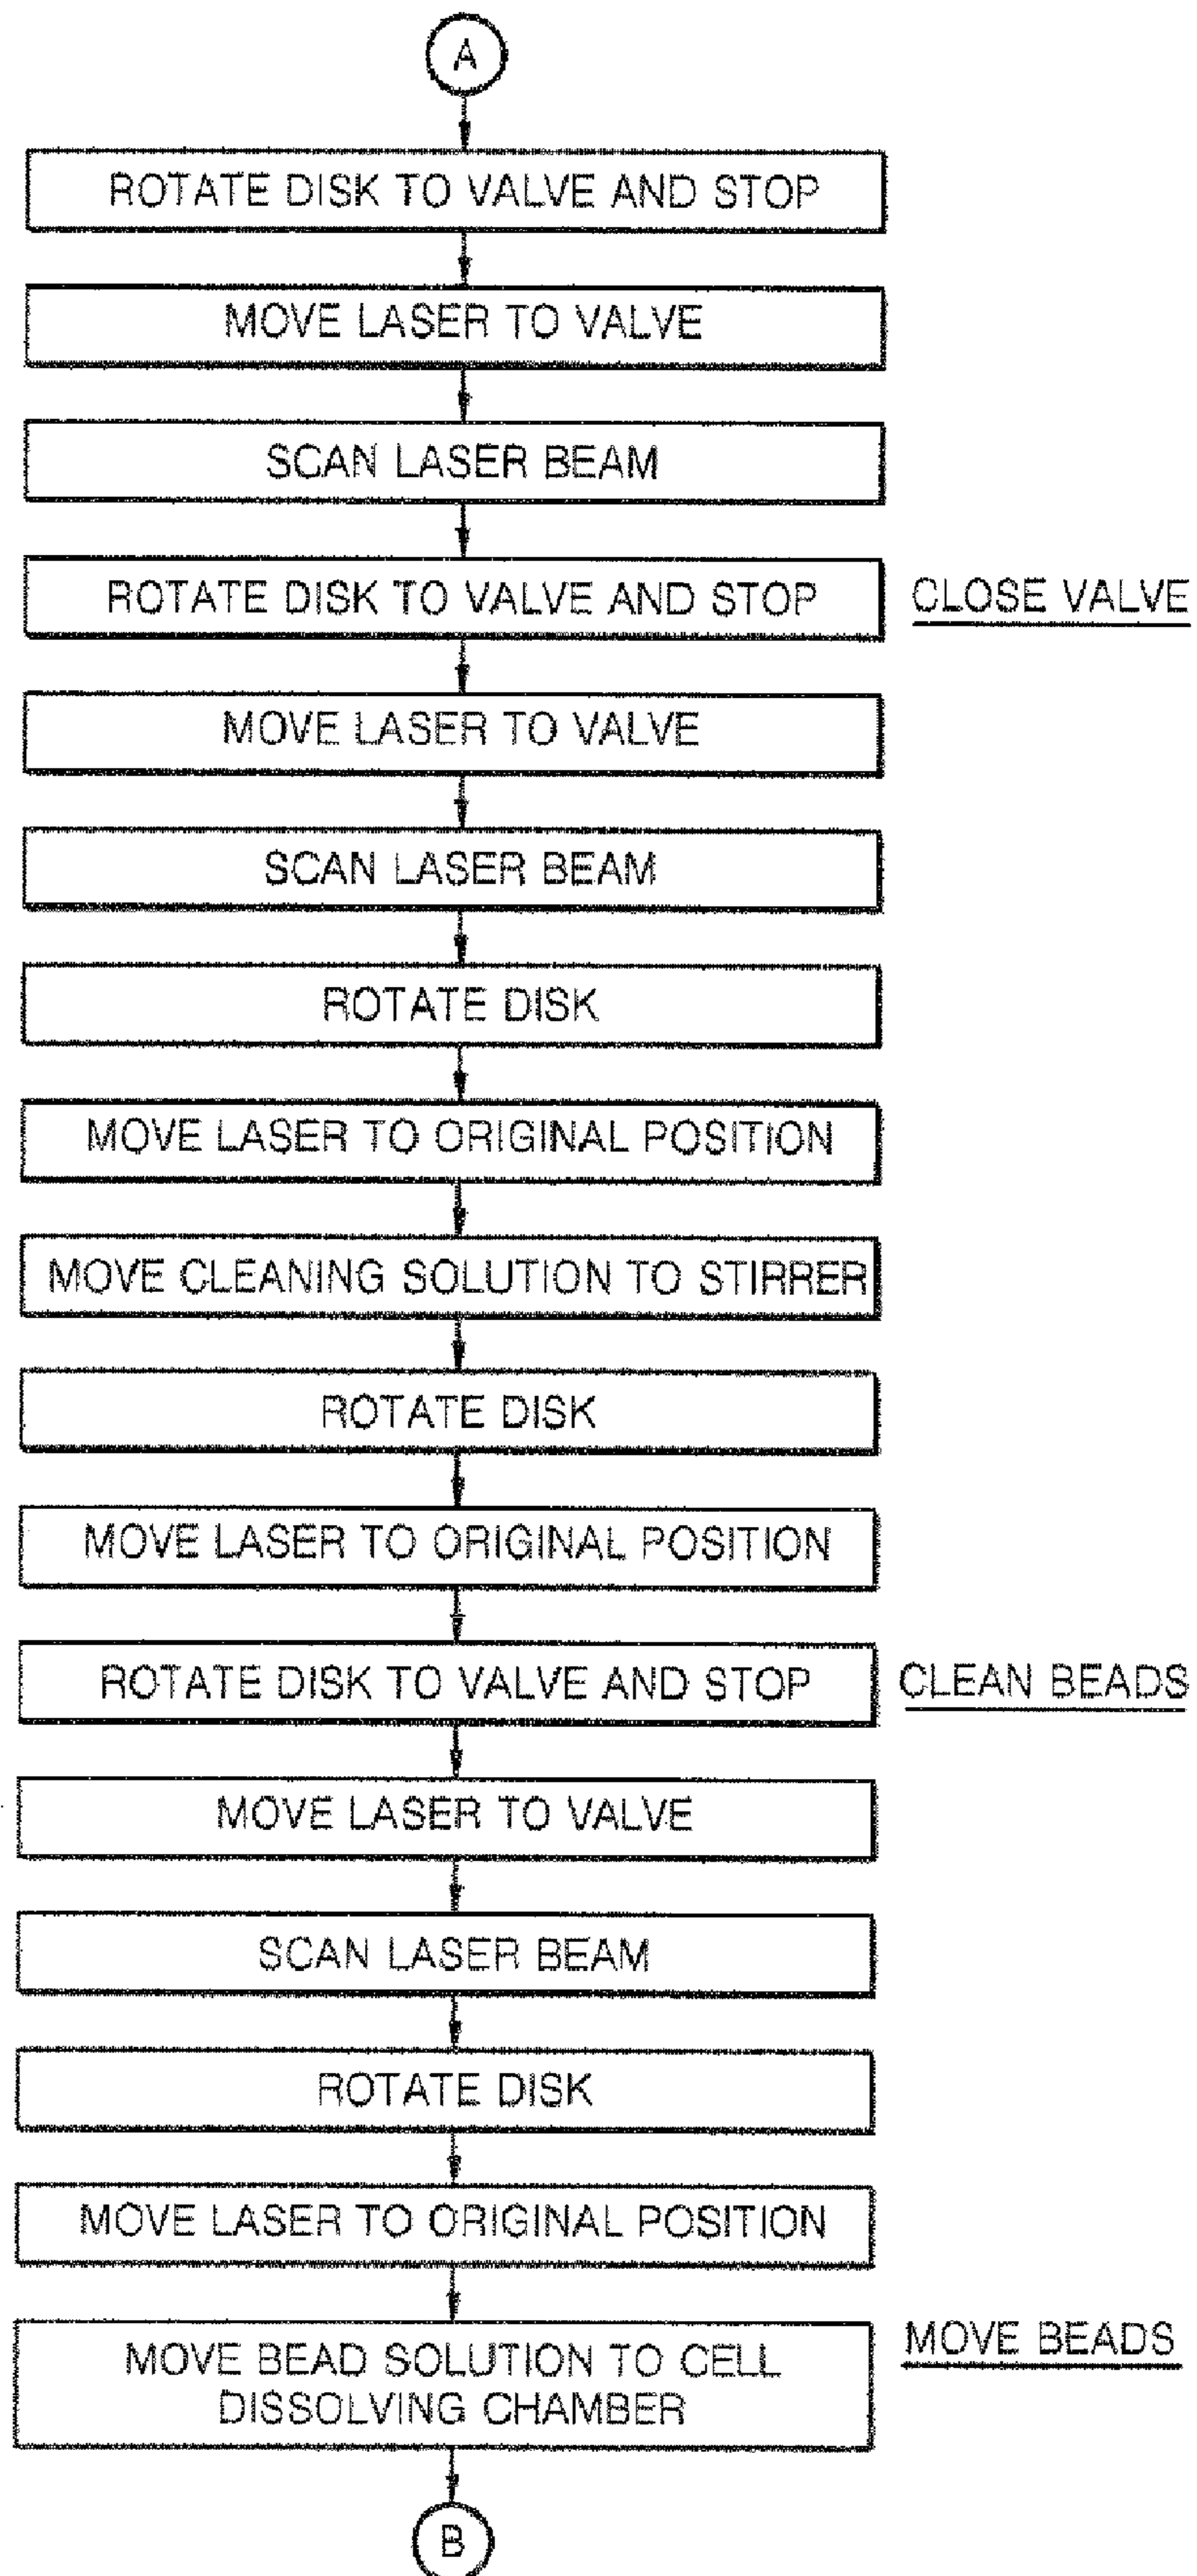 A
ROTATE DISK TO VALVE AND STOP
MOVE LASER TO VALVE
SCAN LASER BEAM
ROTATE DISK TO VALVE AND STOP
CLOSE VALVE
MOVE LASER TO VALVE
SCAN LASER BEAM
ROTATE DISK
MOVE LASER TO ORIGINAL POSITION
MOVE CLEANING SOLUTION TO STIRRER
ROTATE DISK
MOVE LASER TO ORIGINAL POSITION
ROTATE DISK TO VALVE AND STOP
CLEAN BEADS
MOVE LASER TO VALVE
SCAN LASER BEAM
ROTATE DISK
MOVE LASER TO ORIGINAL POSITION
MOVE BEADS
MOVE BEAD SOLUTION TO CELL
DISSOLVING CHAMBER
B